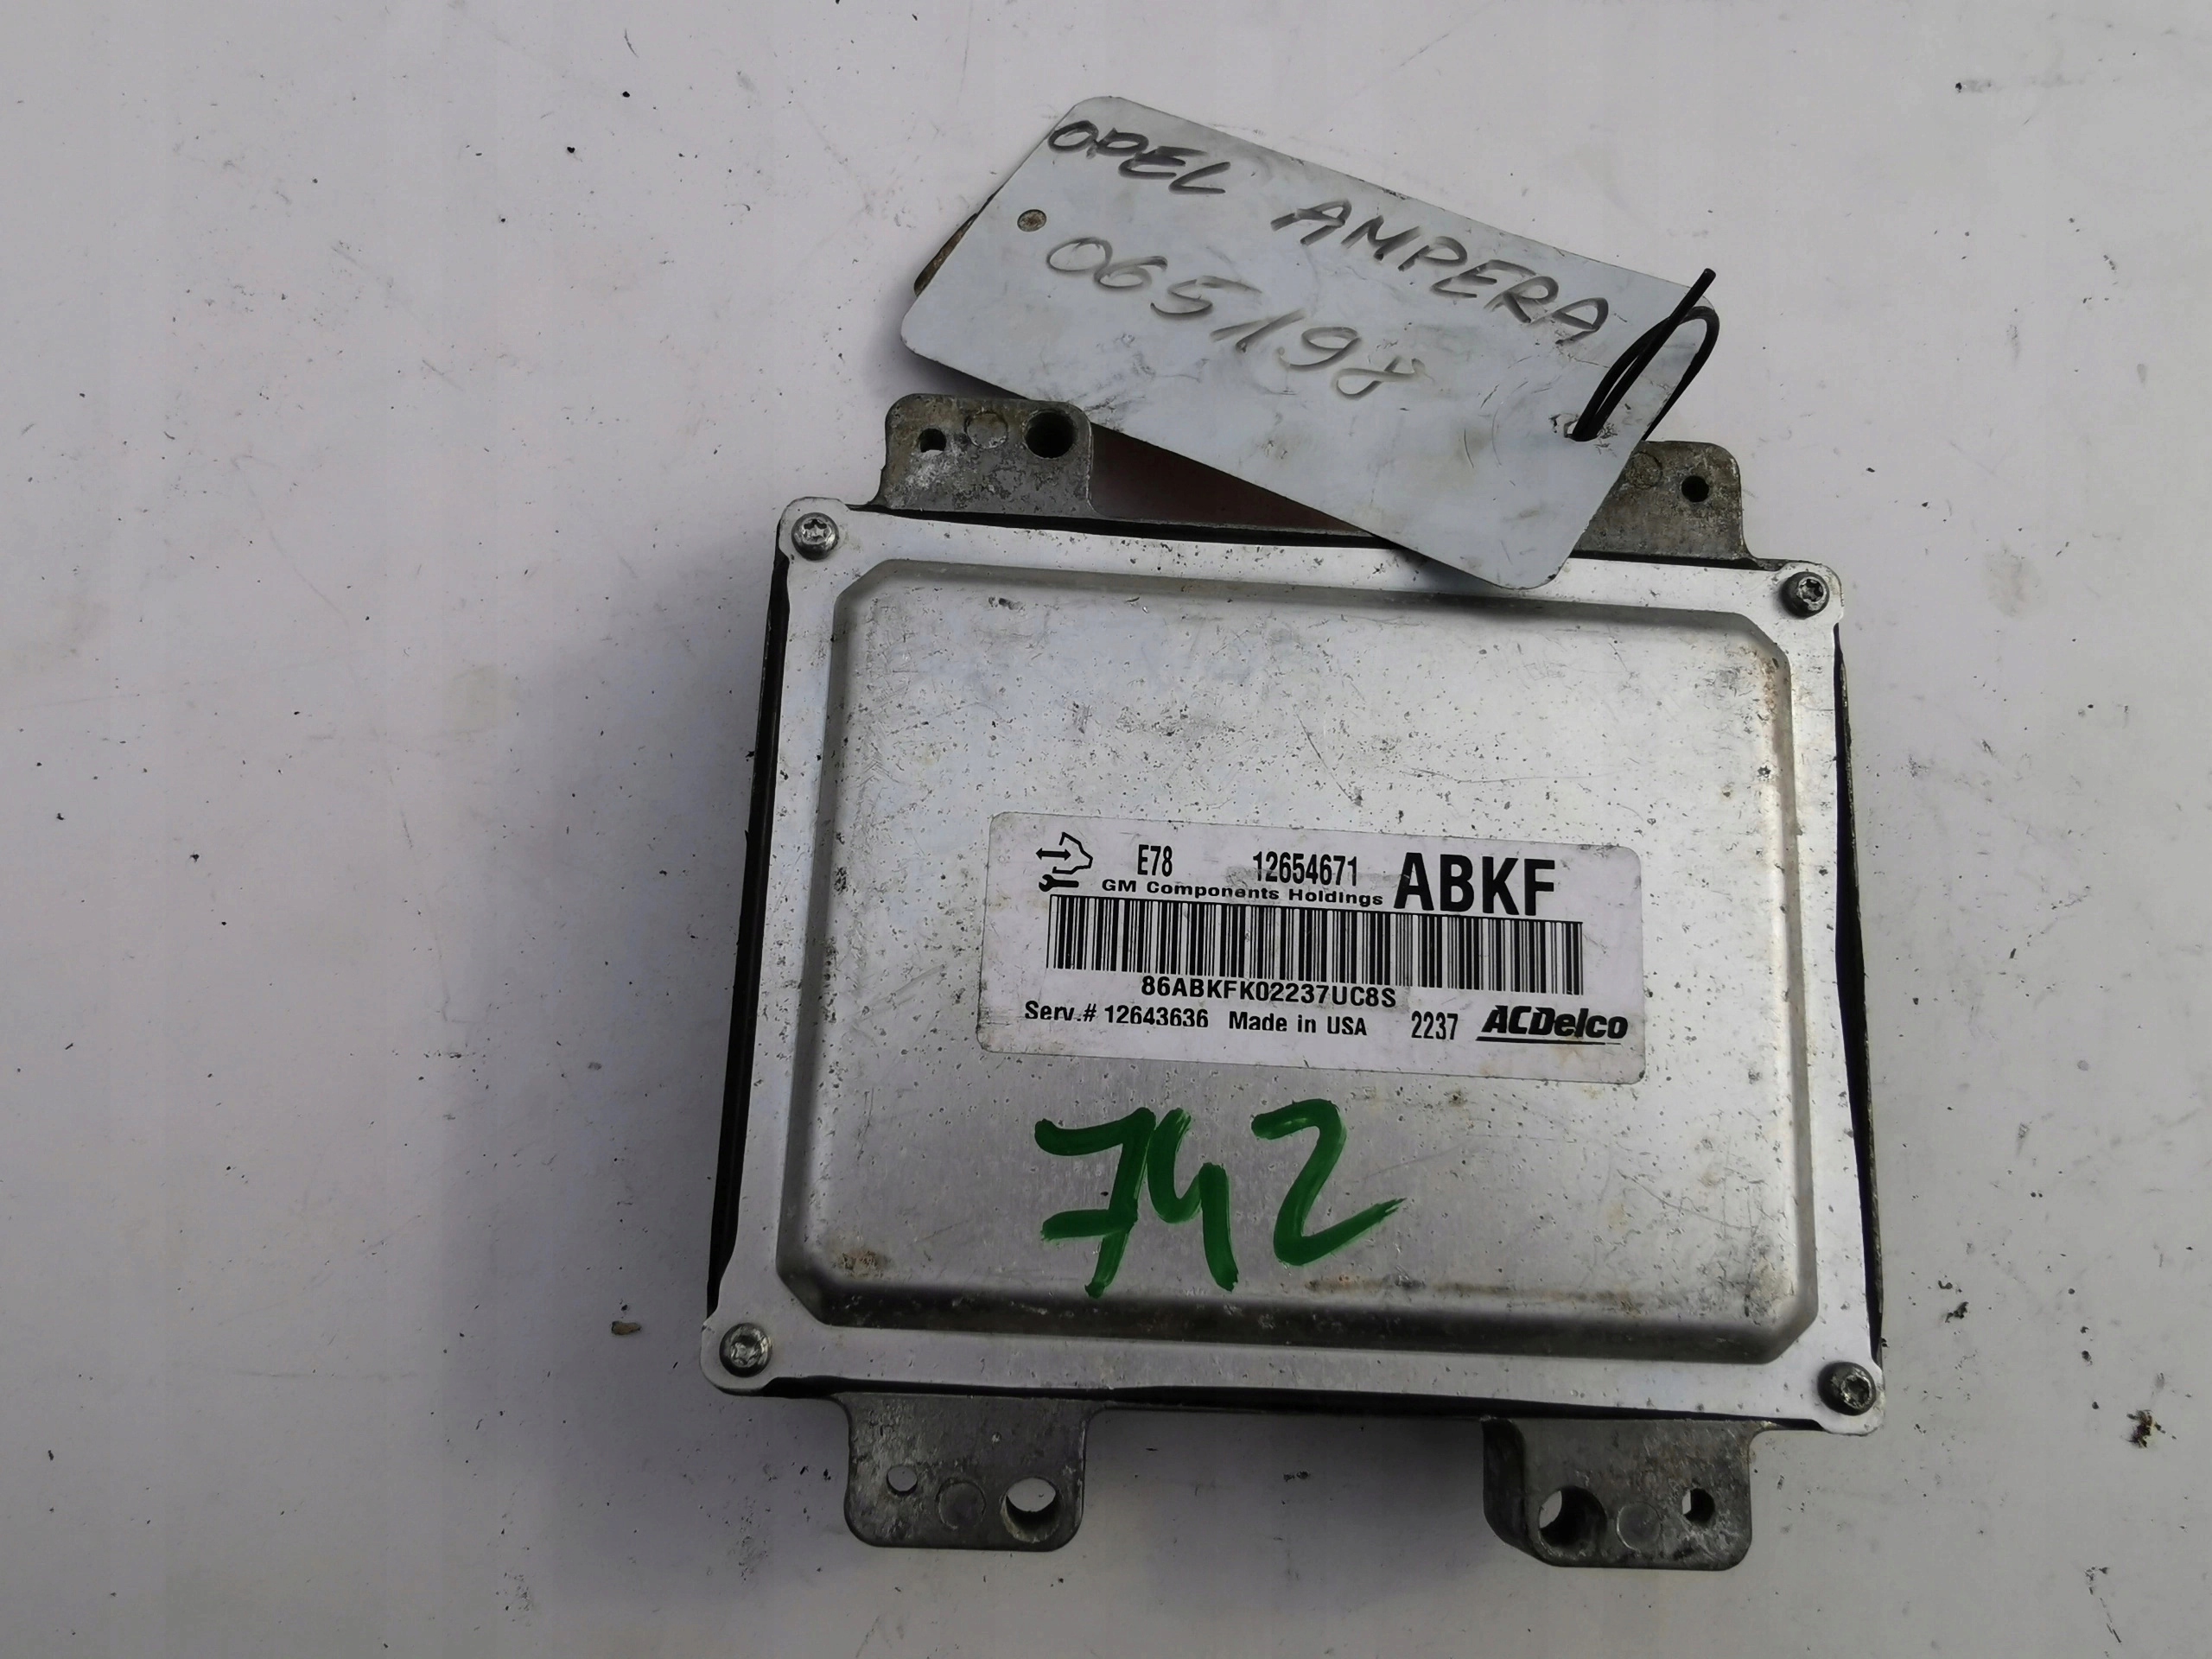 OPEL AMPERA
065198
E78 12654671 ABKF
GM Components Holdings
86ABKFK02237UC8S
Serv.# 12643636 Made in USA 2237 ACDelco
742